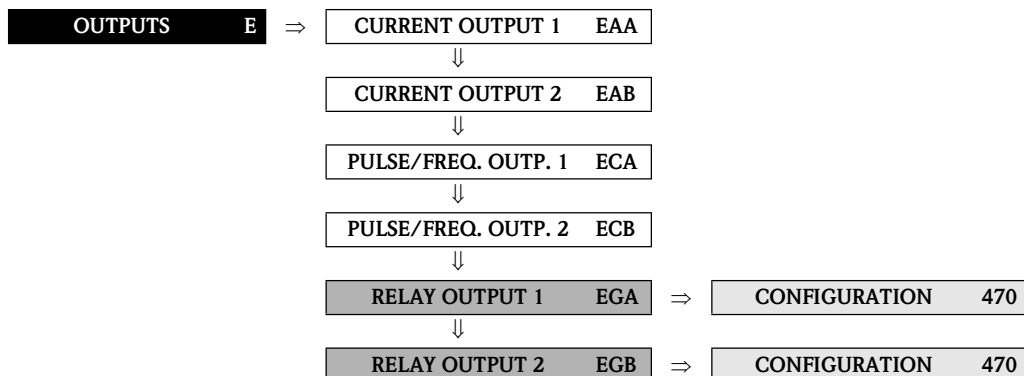 OUTPUTS E ⇒ CURRENT OUTPUT 1 EAA
⇓
CURRENT OUTPUT 2 EAB
⇓
PULSE/FREQ. OUTP. 1 ECA
⇓
PULSE/FREQ. OUTP. 2 ECB
⇓
RELAY OUTPUT 1 EGA ⇒ CONFIGURATION 470
⇓
RELAY OUTPUT 2 EGB ⇒ CONFIGURATION 470